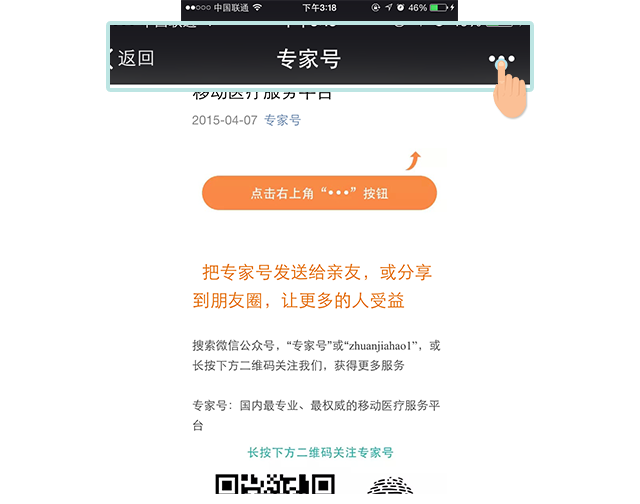 中国联通 下午3:18 46%
返回 专家号
移动医疗服务平台
2015-04-07 专家号
点击右上角“•••”按钮
把专家号发送给亲友，或分享
到朋友圈，让更多的人受益
搜索微信公众号，“专家号”或“zhuanjiahao1”，或
长按下方二维码关注我们，获得更多服务
专家号：国内最专业、最权威的移动医疗服务平
台
长按下方二维码关注专家号